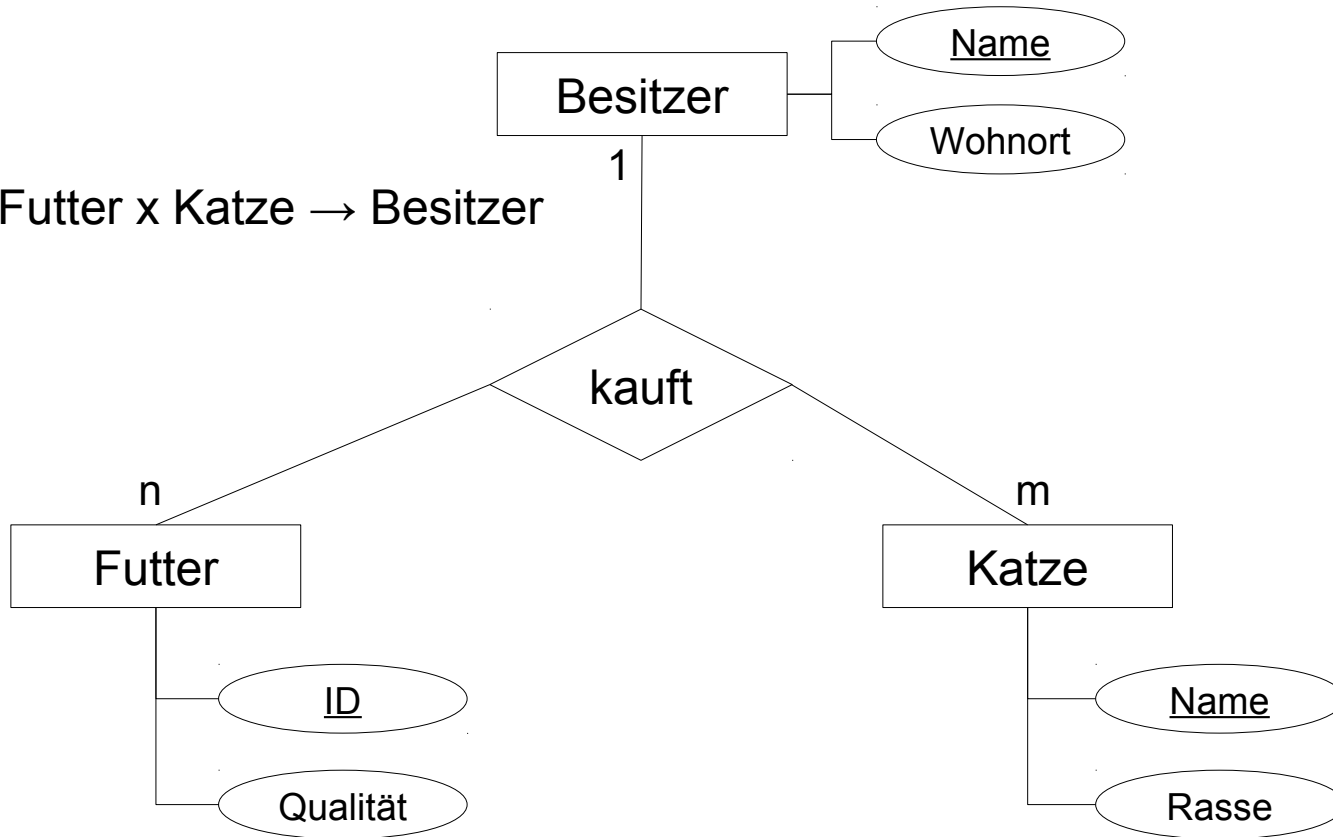 Name
Besitzer
Wohnort
1
Futter x Katze → Besitzer
kauft
n
m
Futter
Katze
ID
Name
Qualität
Rasse